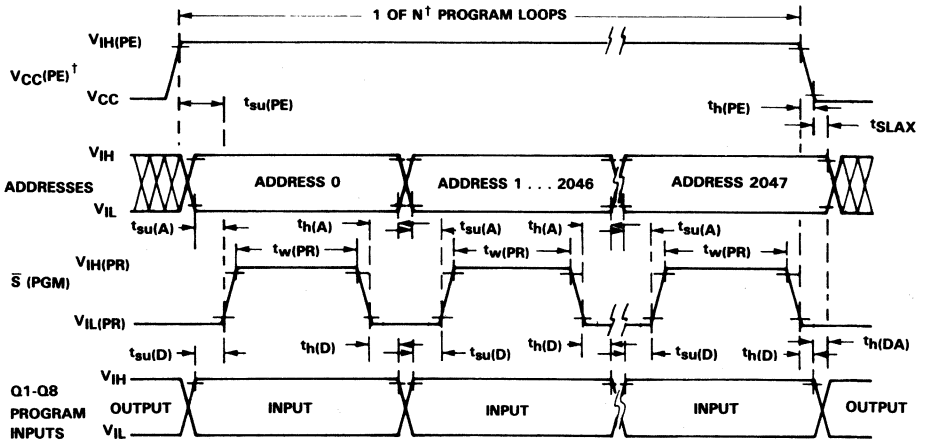 1 OF N† PROGRAM LOOPS
VIH(PE)
VCC(PE)†
VCC
tsu(PE)
th(PE)
tSLAX
VIH
ADDRESSES
ADDRESS 0
ADDRESS 1 . . . 2046
ADDRESS 2047
VIL
tsu(A)
th(A)
tsu(A)
th(A)
tsu(A)
tw(PR)
tw(PR)
tw(PR)
VIH(PR)
S̅ (PGM)
VIL(PR)
tsu(D)
th(D)
tsu(D)
th(D)
tsu(D)
th(D)
th(DA)
VIH
Q1-Q8
PROGRAM
INPUTS
OUTPUT
INPUT
INPUT
INPUT
OUTPUT
VIL